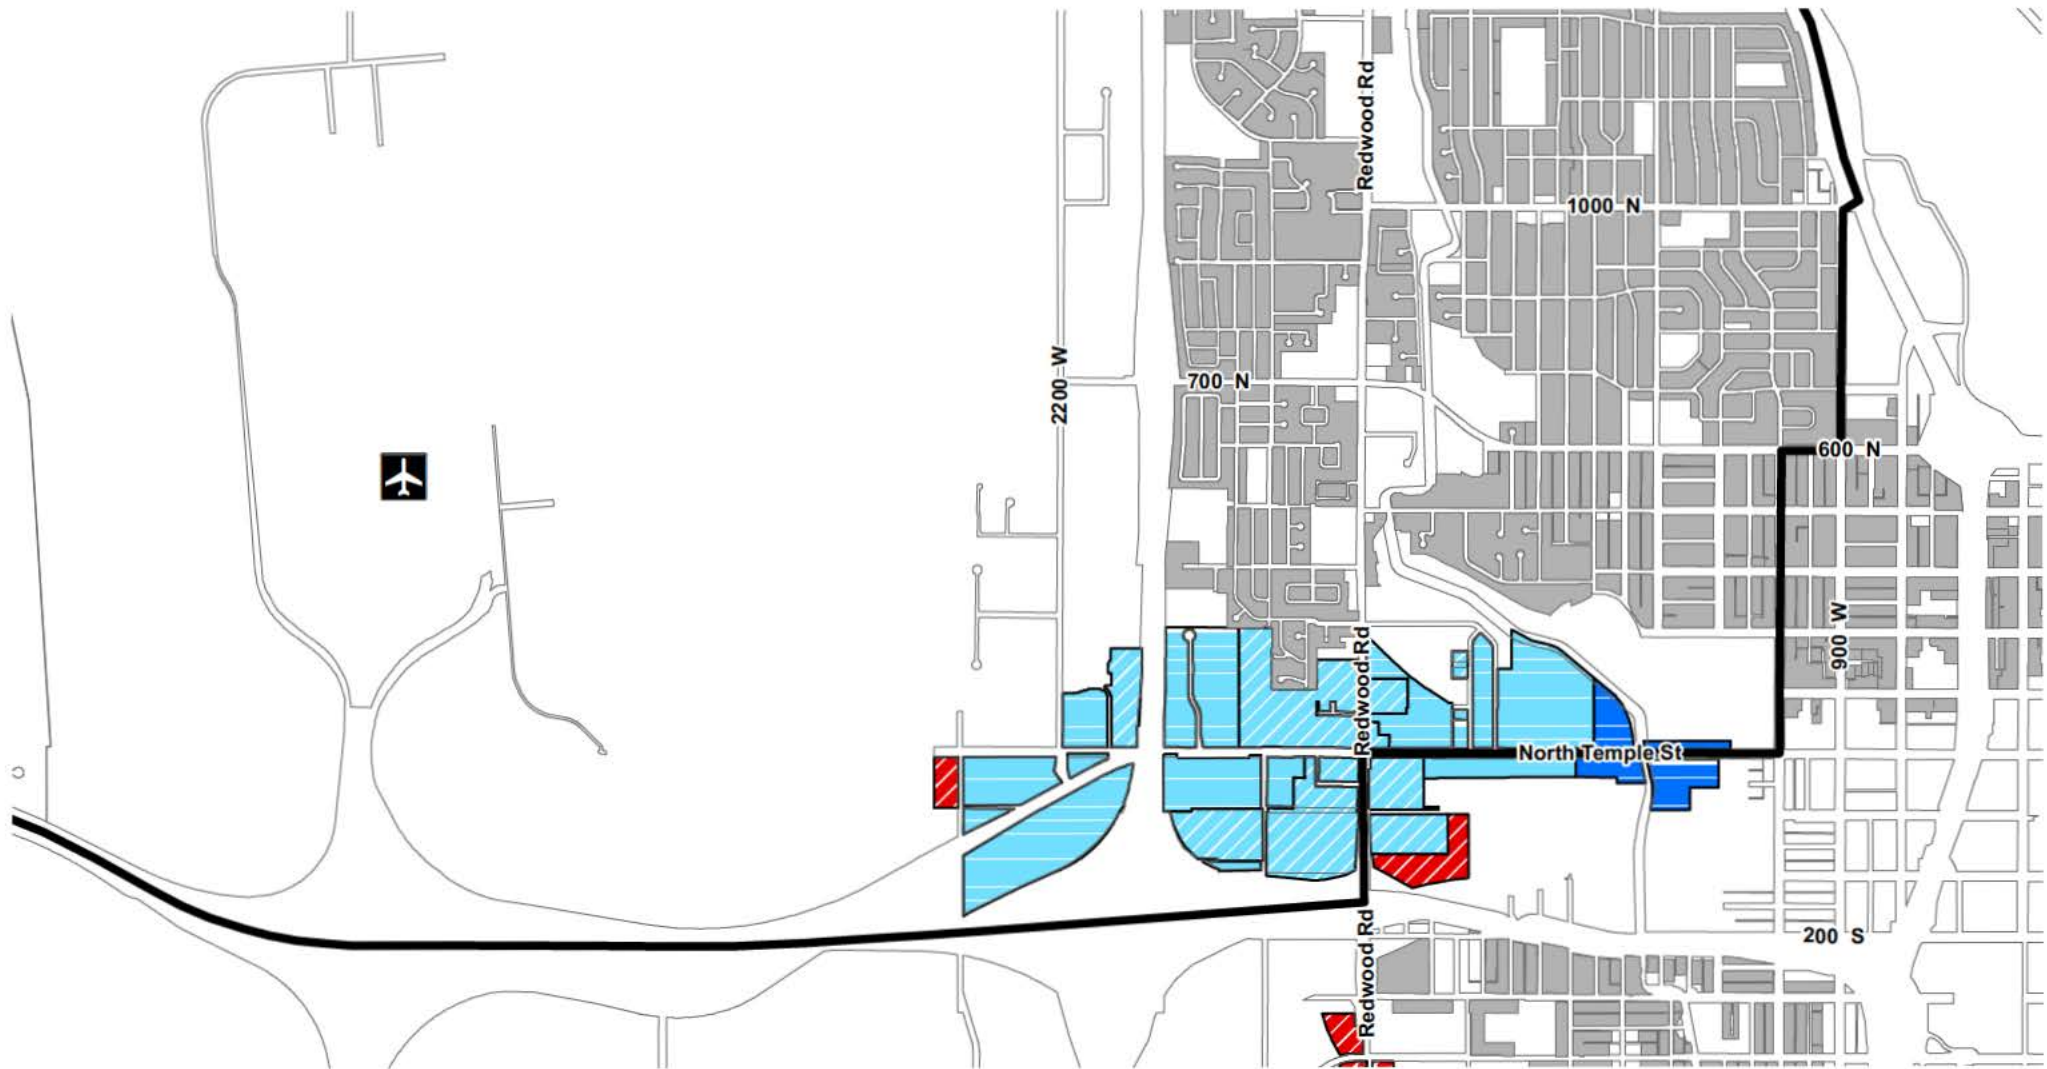 Redwood Rd
1000 N
2200 W
700 N
600 N
900 W
Redwood Rd
North Temple St
200 S
Redwood Rd